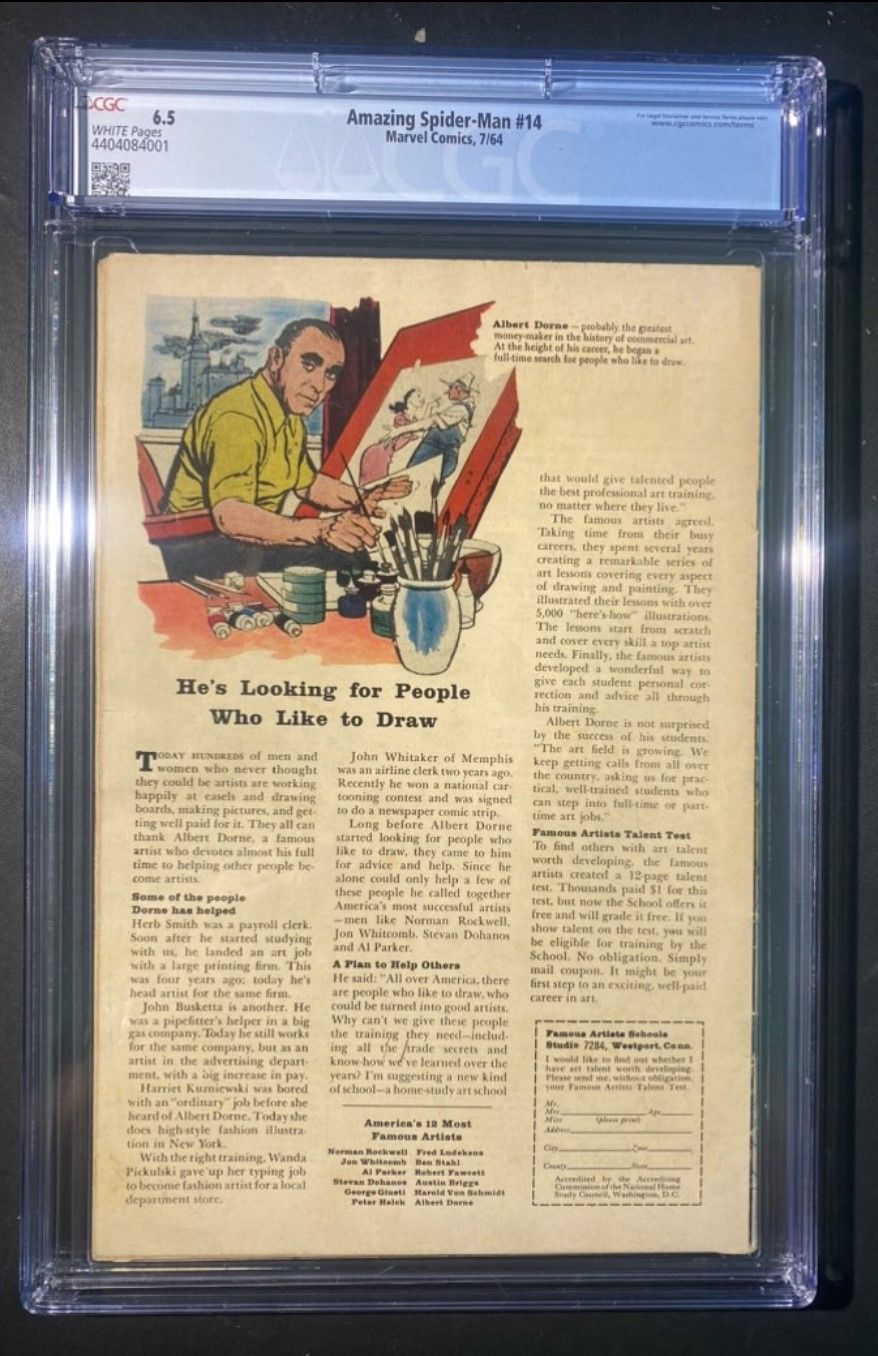 CGC
6.5
WHITE Pages
4404084001
Amazing Spider-Man #14
Marvel Comics, 7/64
For Legal Disclaimer and Service Terms please visit:
www.cgccomics.com/terms
CGC
Albert Dorne – probably the greatest
money-maker in the history of commercial art.
At the height of his career, he began a
full-time search for people who like to draw.
He's Looking for People
Who Like to Draw
TODAY HUNDREDS of men and
women who never thought
they could be artists are working
happily at easels and drawing
boards, making pictures, and get-
ting well paid for it. They all can
thank Albert Dorne, a famous
artist who devotes almost his full
time to helping other people be-
come artists.
Some of the people
Dorne has helped
Herb Smith was a payroll clerk.
Soon after he started studying
with us, he landed an art job
with a large printing firm. This
was four years ago; today he's
head artist for the same firm.
John Busketta is another. He
was a pipefitter's helper in a big
gas company. Today he still works
for the same company, but as an
artist in the advertising depart-
ment, with a big increase in pay.
Harriet Kuzniewski was bored
with an "ordinary" job before she
heard of Albert Dorne. Today she
does high-style fashion illustra-
tion in New York.
With the right training, Wanda
Pickulski gave up her typing job
to become fashion artist for a local
department store.
John Whitaker of Memphis
was an airline clerk two years ago.
Recently he won a national car-
tooning contest and was signed
to do a newspaper comic strip.
Long before Albert Dorne
started looking for people who
like to draw, they came to him
for advice and help. Since he
alone could only help a few of
these people he called together
America's most successful artists
—men like Norman Rockwell,
Jon Whitcomb, Stevan Dohanos
and Al Parker.
A Plan to Help Others
He said: "All over America, there
are people who like to draw, who
could be turned into good artists.
Why can't we give these people
the training they need—includ-
ing all the trade secrets and
know-how we've learned over the
years? I'm suggesting a new kind
of school—a home-study art school
America's 12 Most
Famous Artists
Norman Rockwell Fred Ludekens
Jon Whitcomb Ben Stahl
Al Parker Robert Fawcett
Stevan Dohanos Austin Briggs
George Giusti Harold Von Schmidt
Peter Helck Albert Dorne
that would give talented people
the best professional art training,
no matter where they live."
The famous artists agreed.
Taking time from their busy
careers, they spent several years
creating a remarkable series of
art lessons covering every aspect
of drawing and painting. They
illustrated their lessons with over
5,000 "here's-how" illustrations.
The lessons start from scratch
and cover every skill a top artist
needs. Finally, the famous artists
developed a wonderful way to
give each student personal cor-
rection and advice all through
his training.
Albert Dorne is not surprised
by the success of his students.
"The art field is growing. We
keep getting calls from all over
the country, asking us for prac-
tical, well-trained students who
can step into full-time or part-
time art jobs."
Famous Artists Talent Test
To find others with art talent
worth developing, the famous
artists created a 12-page talent
test. Thousands paid $1 for this
test, but now the School offers it
free and will grade it free. If you
show talent on the test, you will
be eligible for training by the
School. No obligation. Simply
mail coupon. It might be your
first step to an exciting, well-paid
career in art.
Famous Artists Schools
Studio 7284, Westport, Conn.
I would like to find out whether I
have art talent worth developing.
Please send me, without obligation,
your Famous Artists Talent Test.
Mr.
Mrs. Age
Miss (please print)
Address
City Zone
County State
Accredited by the Accrediting
Commission of the National Home
Study Council, Washington, D.C.